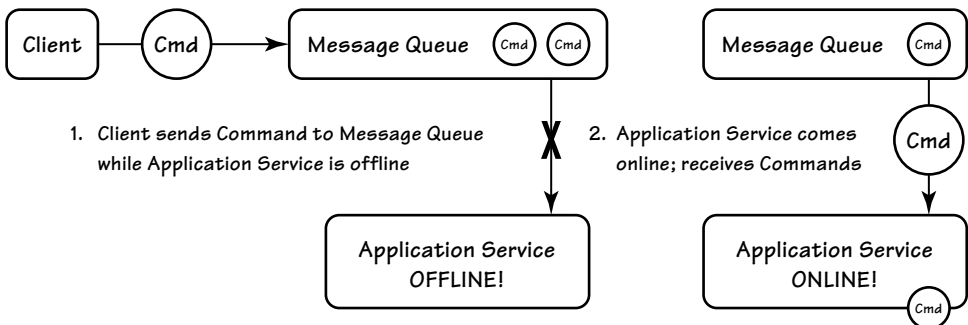 Client
Cmd
Message Queue
Cmd
Cmd
Message Queue
Cmd
1. Client sends Command to Message Queue
while Application Service is offline
X
2. Application Service comes
online; receives Commands
Cmd
Application Service
OFFLINE!
Application Service
ONLINE!
Cmd